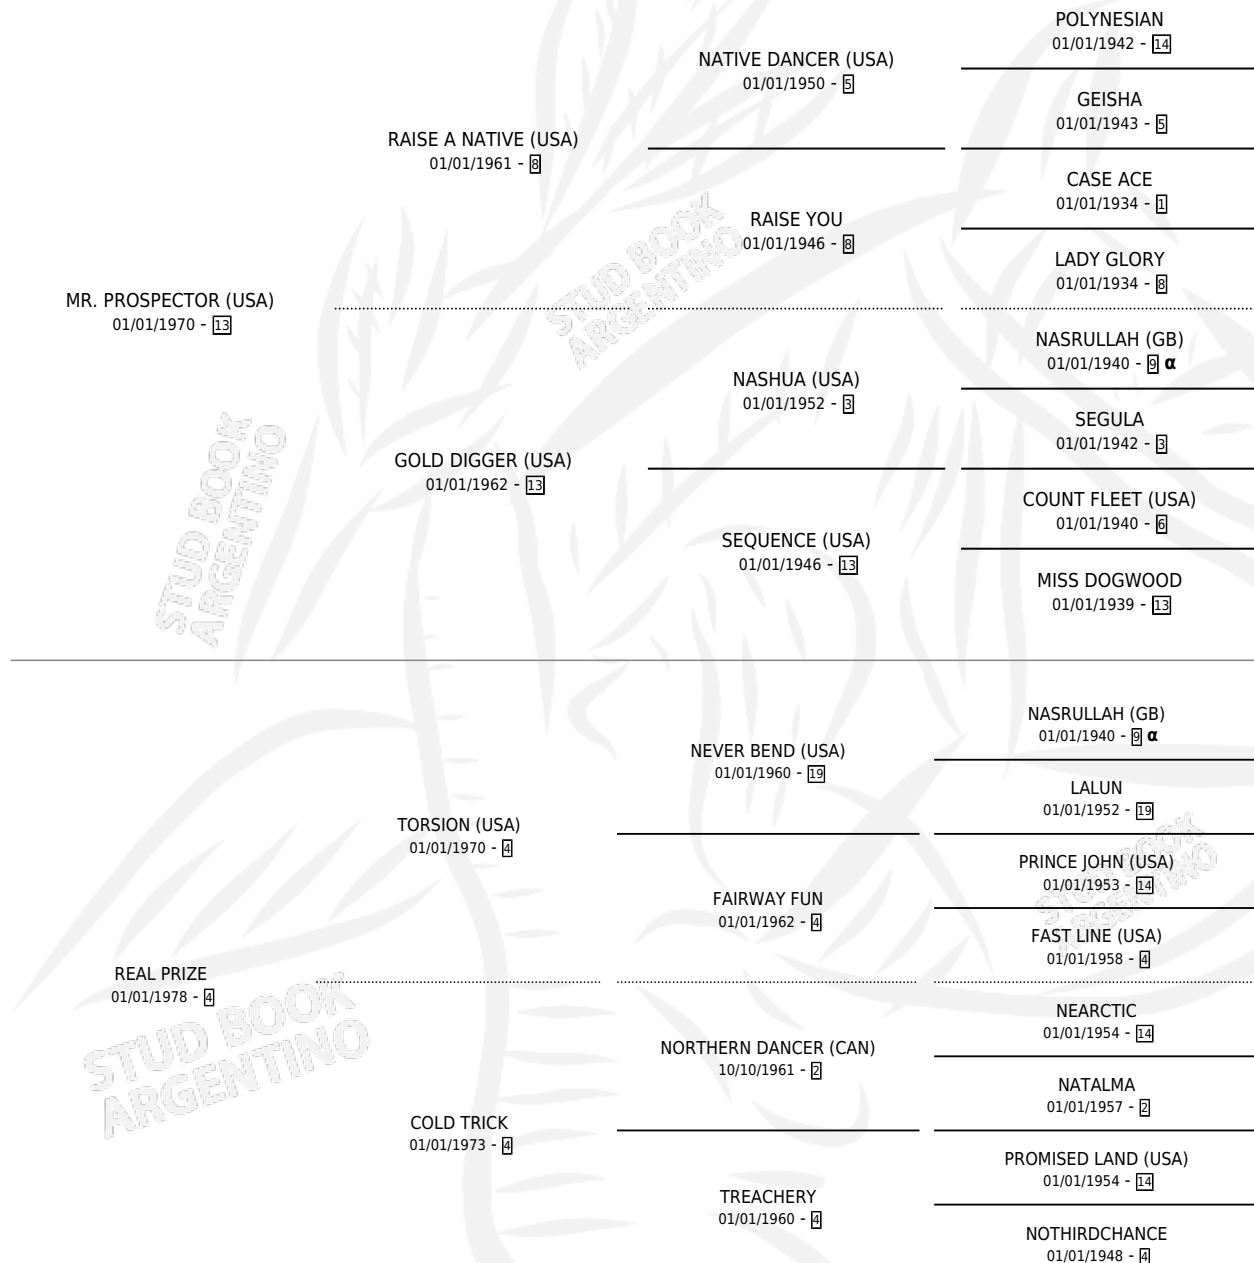 POLYNESIAN
01/01/1942 - 14
NATIVE DANCER (USA)
01/01/1950 - 5
GEISHA
01/01/1943 - 5
RAISE A NATIVE (USA)
01/01/1961 - 8
CASE ACE
01/01/1934 - 1
RAISE YOU
01/01/1946 - 8
LADY GLORY
01/01/1934 - 8
MR. PROSPECTOR (USA)
01/01/1970 - 13
STUD BOOK
ARGENTINO
NASRULLAH (GB)
01/01/1940 - 9 α
NASHUA (USA)
01/01/1952 - 3
SEGULA
01/01/1942 - 3
GOLD DIGGER (USA)
01/01/1962 - 13
COUNT FLEET (USA)
01/01/1940 - 6
SEQUENCE (USA)
01/01/1946 - 13
MISS DOGWOOD
01/01/1939 - 13
STUD BOOK
ARGENTINO
NASRULLAH (GB)
01/01/1940 - 9 α
NEVER BEND (USA)
01/01/1960 - 19
LALUN
01/01/1952 - 19
TORSION (USA)
01/01/1970 - 4
PRINCE JOHN (USA)
01/01/1953 - 14
STUD BOOK
ARGENTINO
FAIRWAY FUN
01/01/1962 - 4
FAST LINE (USA)
01/01/1958 - 4
REAL PRIZE
01/01/1978 - 4
STUD BOOK
ARGENTINO
NEARCTIC
01/01/1954 - 14
NORTHERN DANCER (CAN)
10/10/1961 - 2
NATALMA
01/01/1957 - 2
COLD TRICK
01/01/1973 - 4
PROMISED LAND (USA)
01/01/1954 - 14
TREACHERY
01/01/1960 - 4
NOTHIRDCHANCE
01/01/1948 - 4